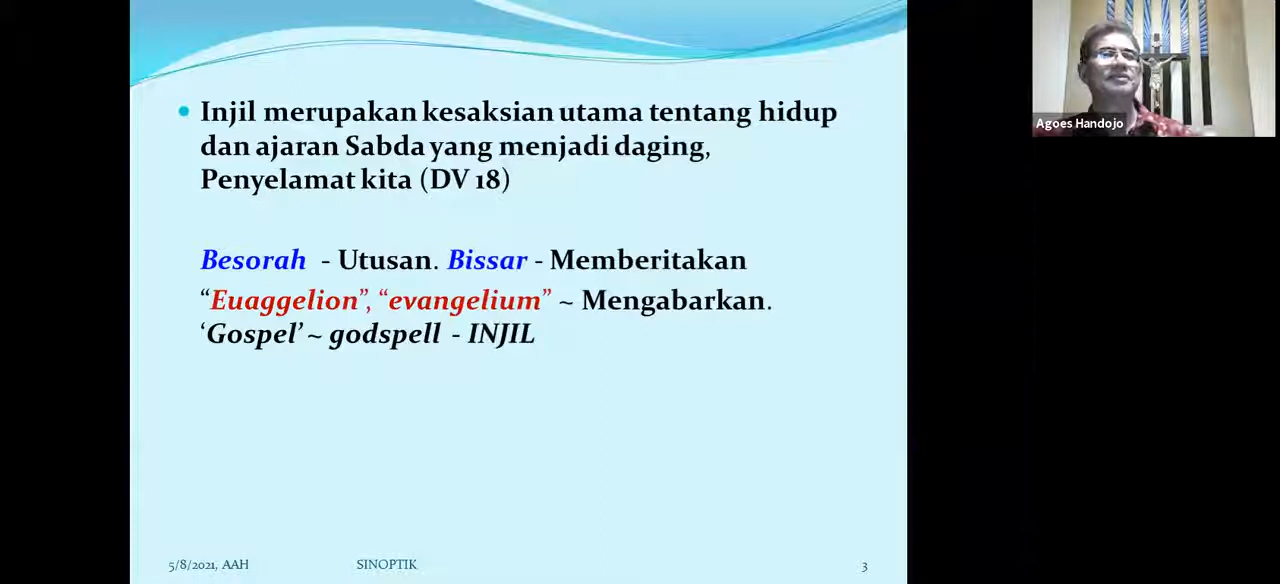 Injil merupakan kesaksian utama tentang hidup
dan ajaran Sabda yang menjadi daging,
Penyelamat kita (DV 18)
Besorah - Utusan. Bissar - Memberitakan
“Euaggelion”, “evangelium” ~ Mengabarkan.
‘Gospel’ ~ godspell - INJIL
5/8/2021, AAH SINOPTIK 3
Agoes Handojo